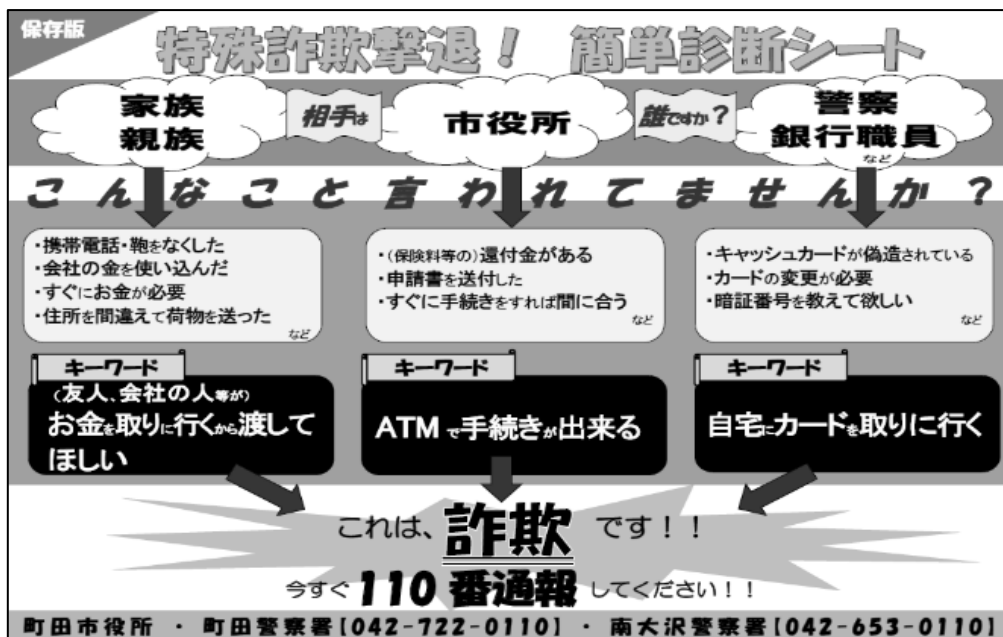 保存版
特殊詐欺撃退！ 簡単診断シート
家族
親族
相手は
市役所
誰ですか？
警察
銀行職員
など
こんなこと言われてませんか？
・携帯電話・鞄をなくした
・会社の金を使い込んだ
・すぐにお金が必要
・住所を間違えて荷物を送った
など
・(保険料等の)還付金がある
・申請書を送付した
・すぐに手続きをすれば間に合う
など
・キャッシュカードが偽造されている
・カードの変更が必要
・暗証番号を教えて欲しい
など
キーワード
(友人、会社の人等が)
お金を取りに行くから渡して
ほしい
キーワード
ATMで手続きが出来る
キーワード
自宅にカードを取りに行く
これは、詐欺です！！
今すぐ110番通報してください！！
町田市役所 ・ 町田警察署【042-722-0110】 ・ 南大沢警察署【042-653-0110】